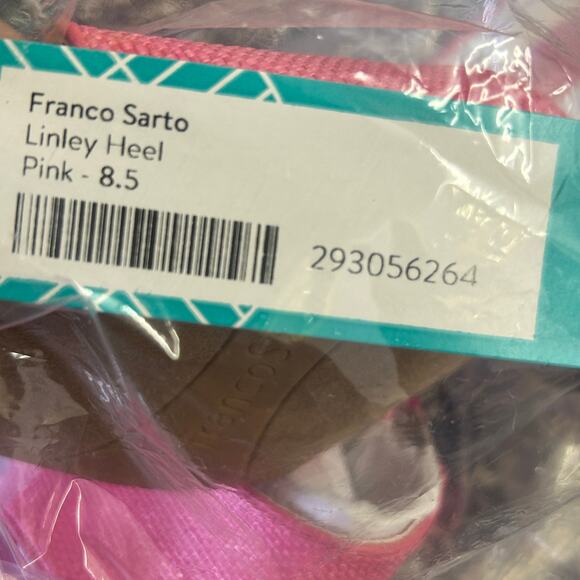 Franco Sarto
Linley Heel
Pink - 8.5
293056264